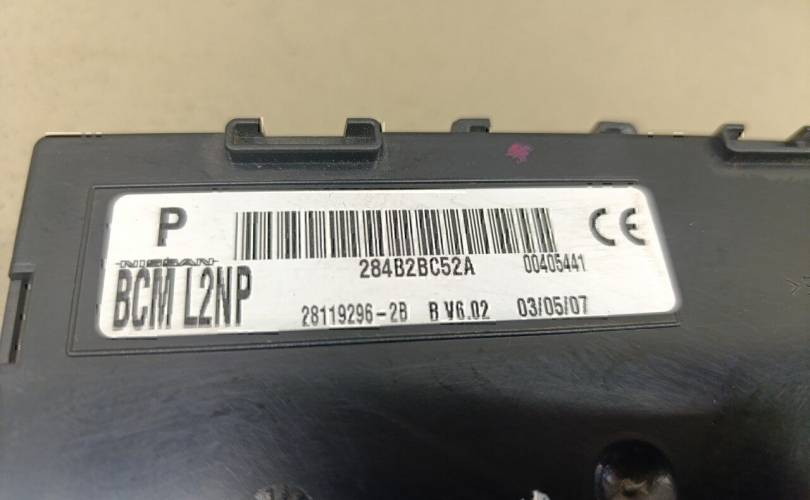 P CE
NISSAN 284B2BC52A 00405441
BCM L2NP 28119296-2B R V6.02 03/05/07